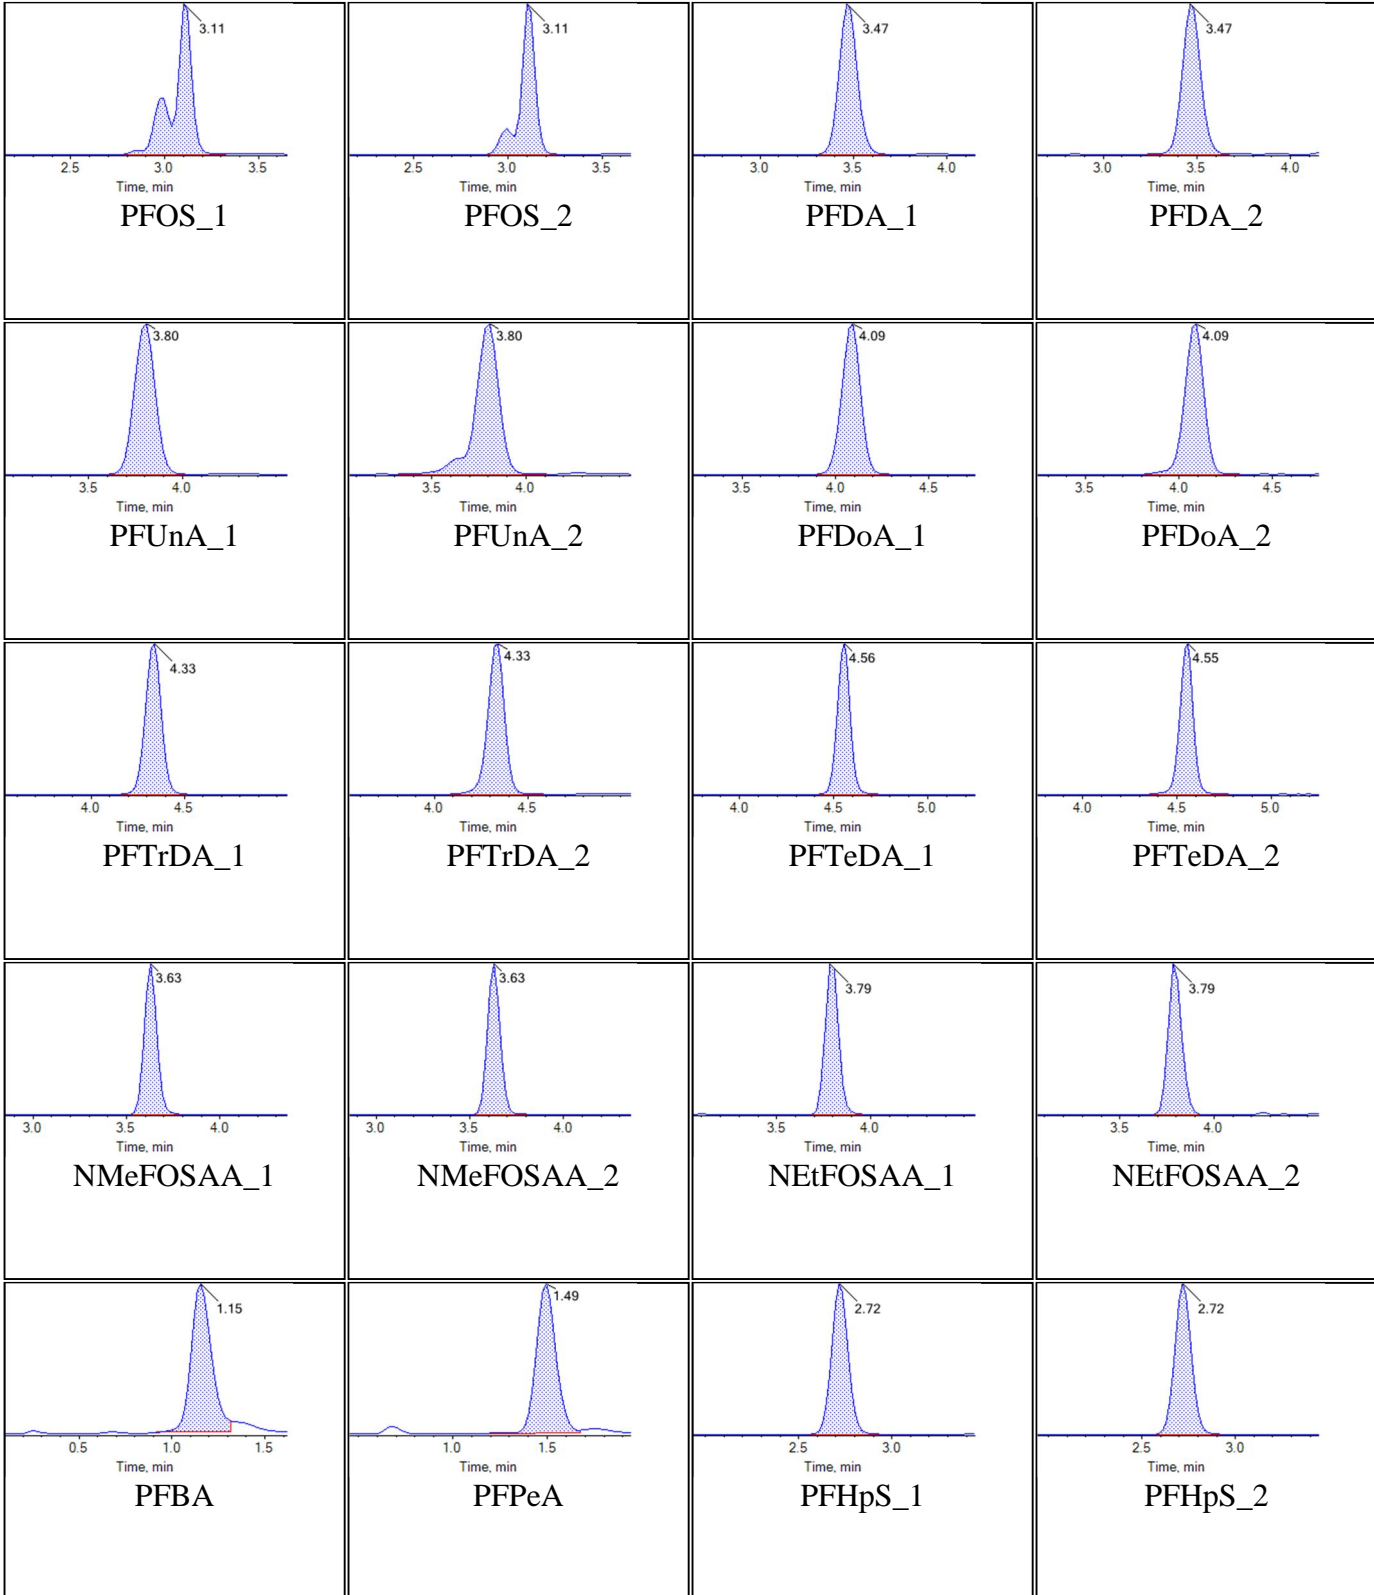 3.11 3.11 3.47 3.47
2.5 3.0 3.5 2.5 3.0 3.5 3.0 3.5 4.0 3.0 3.5 4.0
Time, min Time, min Time, min Time, min
PFOS_1 PFOS_2 PFDA_1 PFDA_2
3.80 3.80 4.09 4.09
3.5 4.0 3.5 4.0 3.5 4.0 4.5 3.5 4.0 4.5
Time, min Time, min Time, min Time, min
PFUnA_1 PFUnA_2 PFDoA_1 PFDoA_2
4.33 4.33 4.56 4.55
4.0 4.5 4.0 4.5 4.0 4.5 5.0 4.0 4.5 5.0
Time, min Time, min Time, min Time, min
PFTrDA_1 PFTrDA_2 PFTeDA_1 PFTeDA_2
3.63 3.63 3.79 3.79
3.0 3.5 4.0 3.0 3.5 4.0 3.5 4.0 3.5 4.0
Time, min Time, min Time, min Time, min
NMeFOSAA_1 NMeFOSAA_2 NEtFOSAA_1 NEtFOSAA_2
1.15 1.49 2.72 2.72
0.5 1.0 1.5 1.0 1.5 2.5 3.0 2.5 3.0
Time, min Time, min Time, min Time, min
PFBA PFPeA PFHpS_1 PFHpS_2